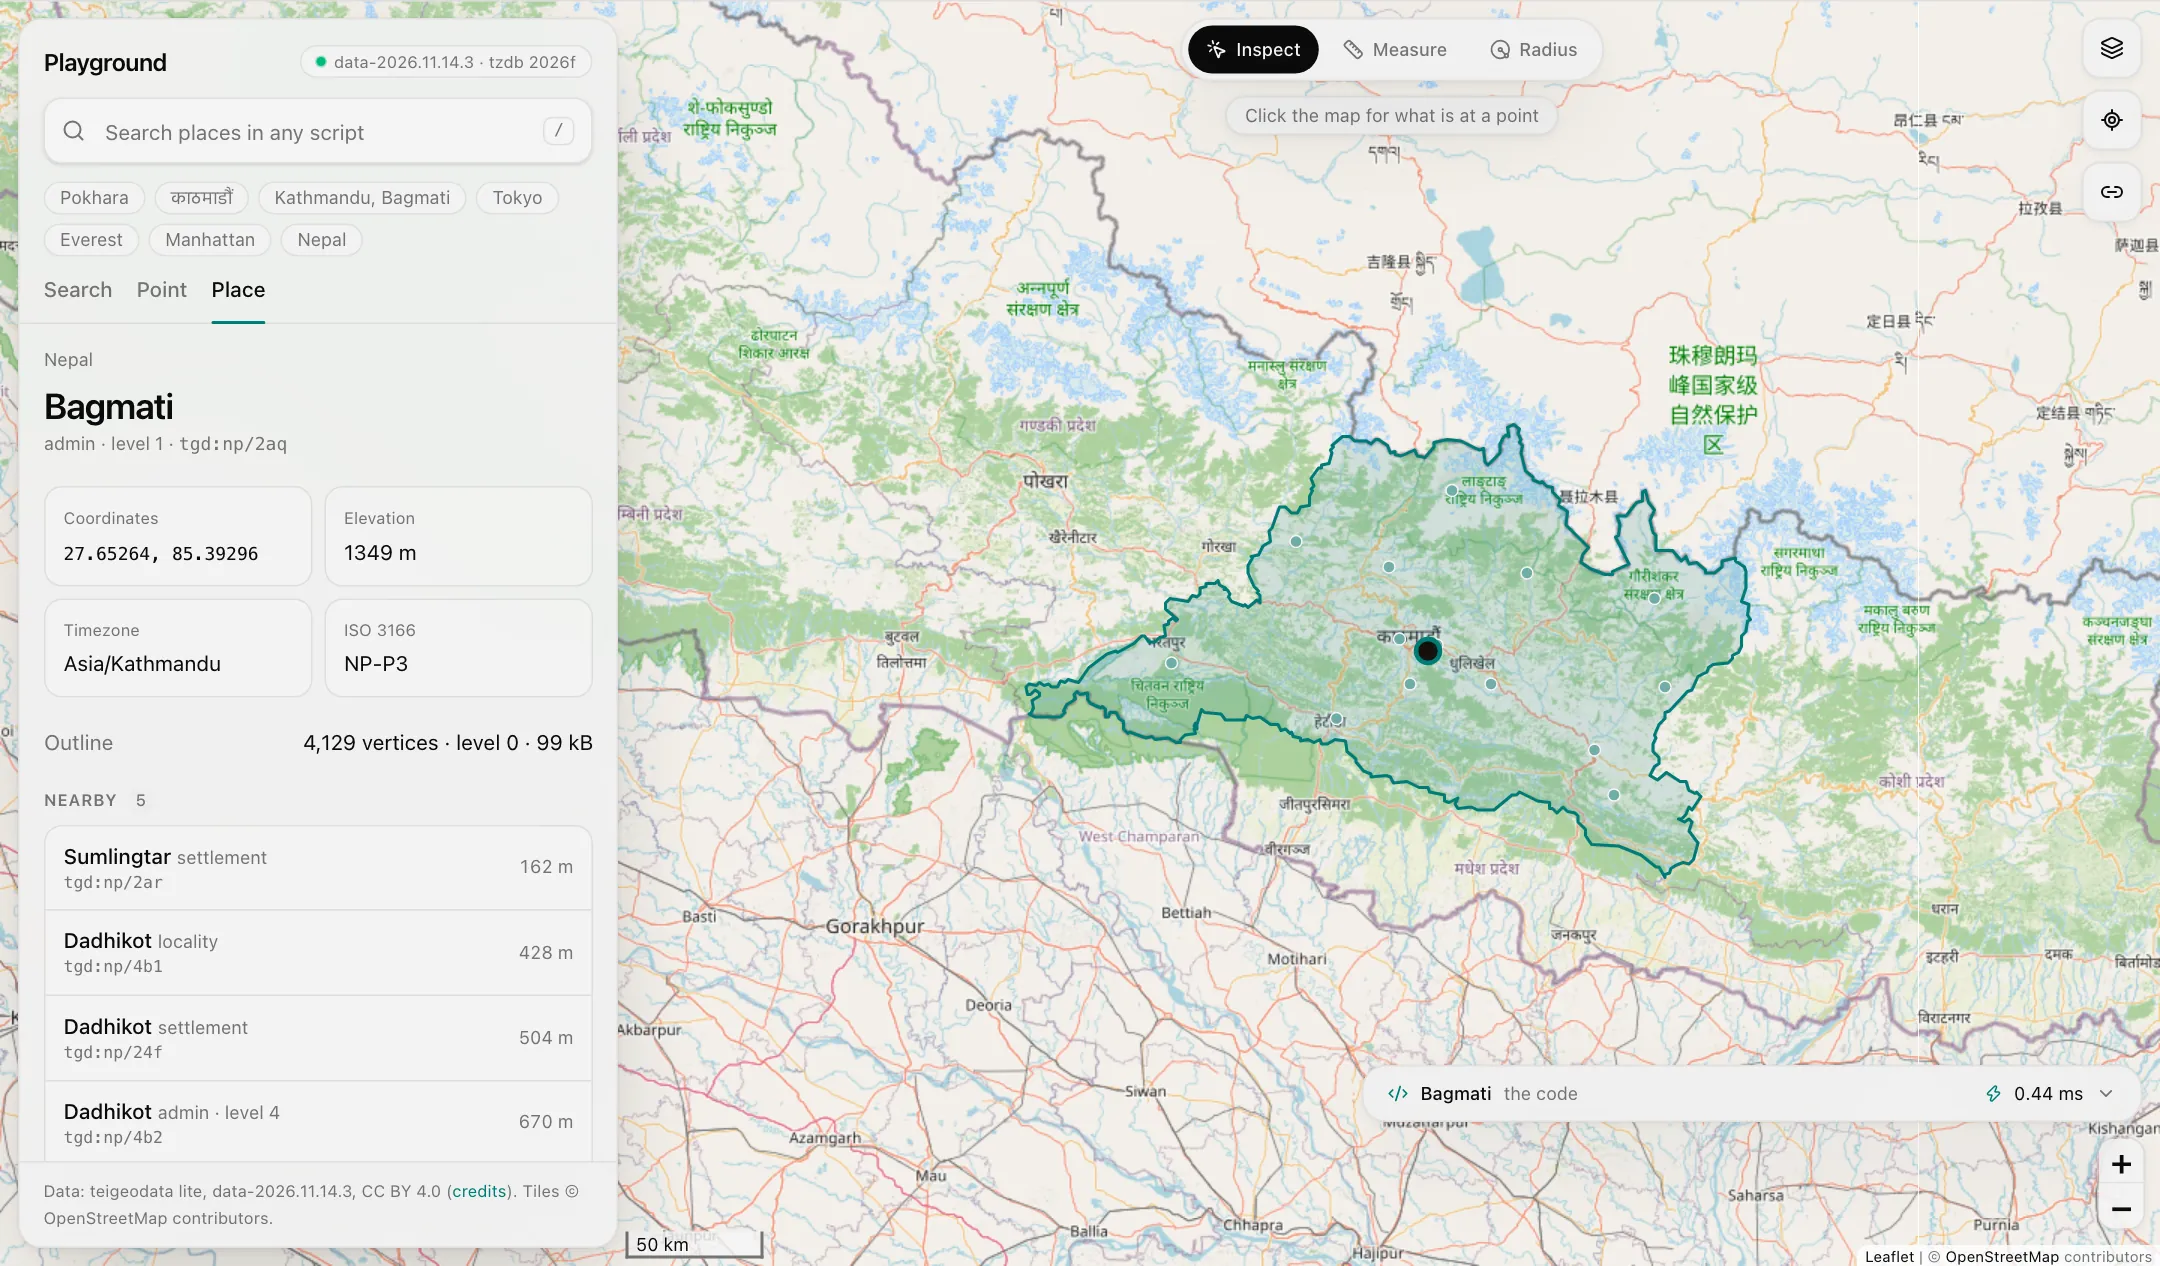 Playground
data-2026.11.14.3 · tzdb 2026f
Search places in any script
/
Pokhara
काठमाडौं
Kathmandu, Bagmati
Tokyo
Everest
Manhattan
Nepal
Search
Point
Place
Nepal
Bagmati
admin · level 1 · tgd:np/2aq
Coordinates
27.65264, 85.39296
Elevation
1349 m
Timezone
Asia/Kathmandu
ISO 3166
NP-P3
Outline
4,129 vertices · level 0 · 99 kB
NEARBY 5
Sumlingtar settlement
tgd:np/2ar
162 m
Dadhikot locality
tgd:np/4b1
428 m
Dadhikot settlement
tgd:np/24f
504 m
Dadhikot admin · level 4
tgd:np/4b2
670 m
Data: teigeodata lite, data-2026.11.14.3, CC BY 4.0 (credits). Tiles ©
OpenStreetMap contributors.
Inspect
Measure
Radius
Click the map for what is at a point
शे-फोकसुण्डो
राष्ट्रिय निकुञ्ज
昂仁县
拉孜县
萨迦县
吉隆县
定日县
定结县
अन्नपूर्ण
संरक्षण क्षेत्र
ढोरपाटन
शिकार आरक्ष
मनास्लु संरक्षण
क्षेत्र
珠穆朗玛
峰国家级
自然保护
区
गण्डकी प्रदेश
पोखरा
खैरेनीटार
गोरखा
लाङटाङ
राष्ट्रिय निकुञ्ज
聂拉木县
सगरमाथा
राष्ट्रिय निकुञ्ज
गौरीशंकर
संरक्षण क्षेत्र
मकालु बरुण
राष्ट्रिय निकुञ्ज
कञ्चनजङ्घा
संरक्षण क्षेत्र
बुटवल
तिलोत्तमा
धुलिखेल
चितवन राष्ट्रिय
निकुञ्ज
कोशी प्रदेश
जीतपुरसिमरा
West Champaran
वीरगञ्ज
मधेश प्रदेश
Basti
Gorakhpur
Bettiah
जनकपुर
धरान
इटहरी
दमक
Motihari
Deoria
Akbarpur
विराटनगर
Siwan
Azamgarh
Mau
Ballia
Chhapra
Hajipur
Saharsa
Purnia
Kishangan
Bagmati the code
0.44 ms
+
−
50 km
Leaflet | © OpenStreetMap contributors